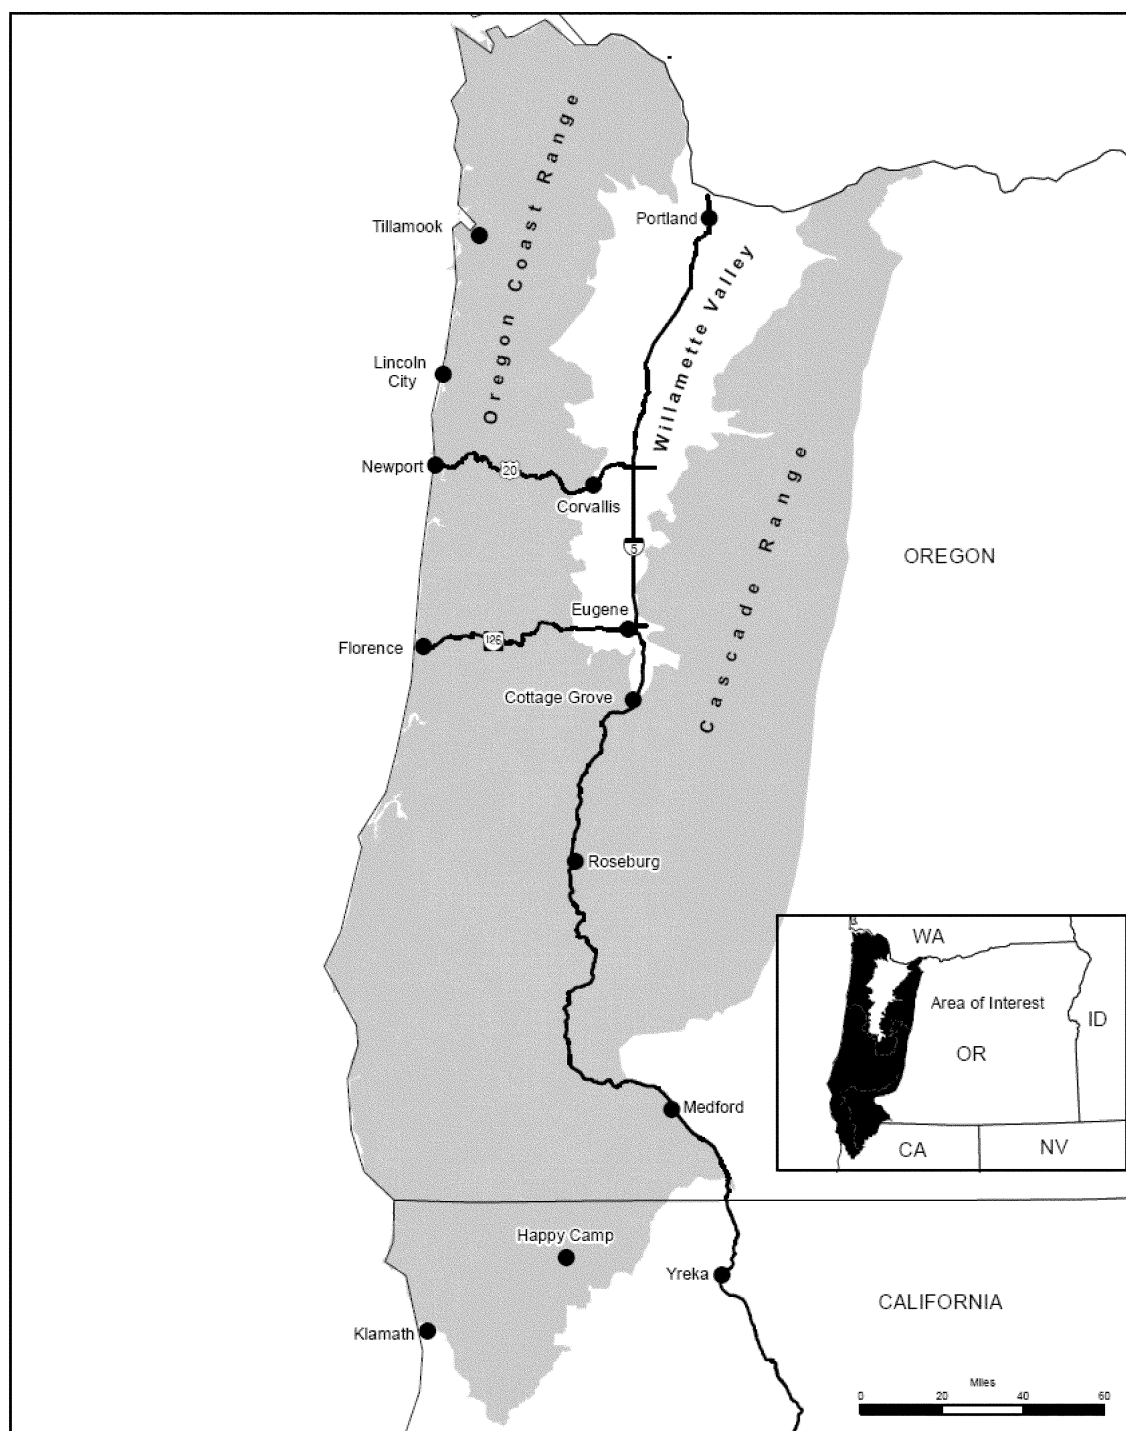 Oregon Coast Range
Portland
Tillamook
Willamette Valley
Lincoln
City
Newport
20
Corvallis
Cascade Range
5
OREGON
Eugene
126
Florence
Cottage Grove
Roseburg
WA
Area of Interest
ID
OR
CA
NV
Medford
Happy Camp
Yreka
CALIFORNIA
Klamath
Miles
0 20 40 60